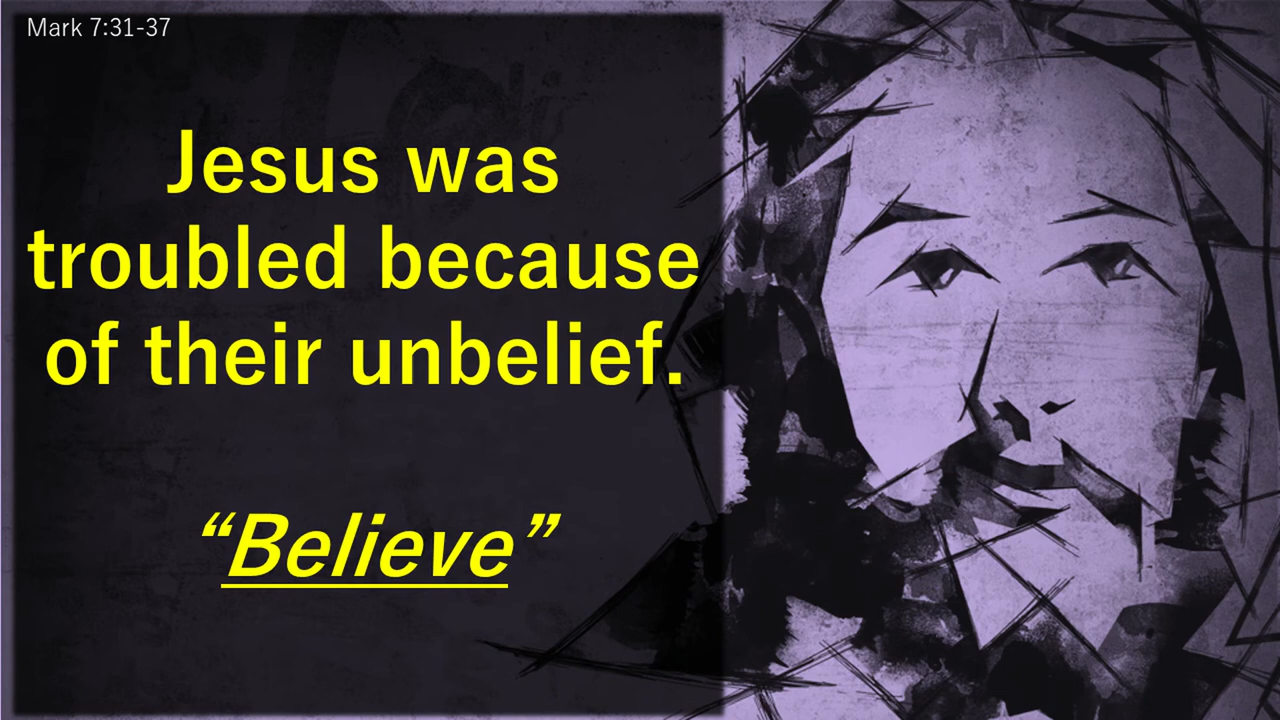 Mark 7:31-37
Jesus was
troubled because
of their unbelief.
“Believe”